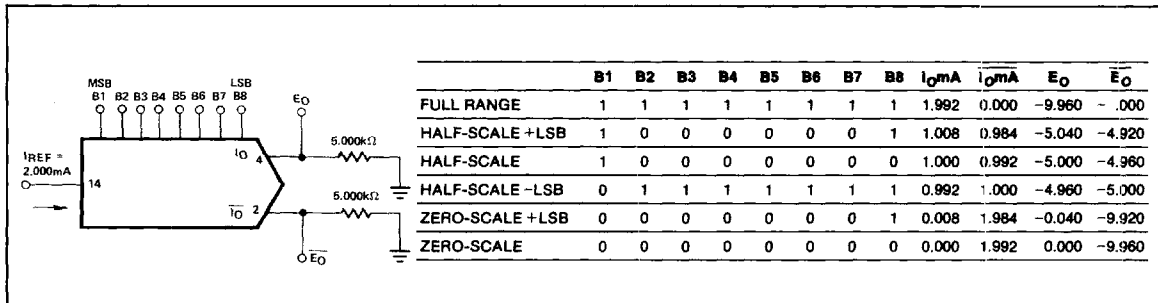 MSB LSB
B1 B2 B3 B4 B5 B6 B7 B8
EO
IREF =
2.000mA
14
IO 4
5.000kΩ
5.000kΩ
IO 2
EO
B1 B2 B3 B4 B5 B6 B7 B8 IOmA IOmA EO EO
FULL RANGE 1 1 1 1 1 1 1 1 1.992 0.000 −9.960 − .000
HALF-SCALE +LSB 1 0 0 0 0 0 0 1 1.008 0.984 −5.040 −4.920
HALF-SCALE 1 0 0 0 0 0 0 0 1.000 0.992 −5.000 −4.960
HALF-SCALE −LSB 0 1 1 1 1 1 1 1 0.992 1.000 −4.960 −5.000
ZERO-SCALE +LSB 0 0 0 0 0 0 0 1 0.008 1.984 −0.040 −9.920
ZERO-SCALE 0 0 0 0 0 0 0 0 0.000 1.992 0.000 −9.960